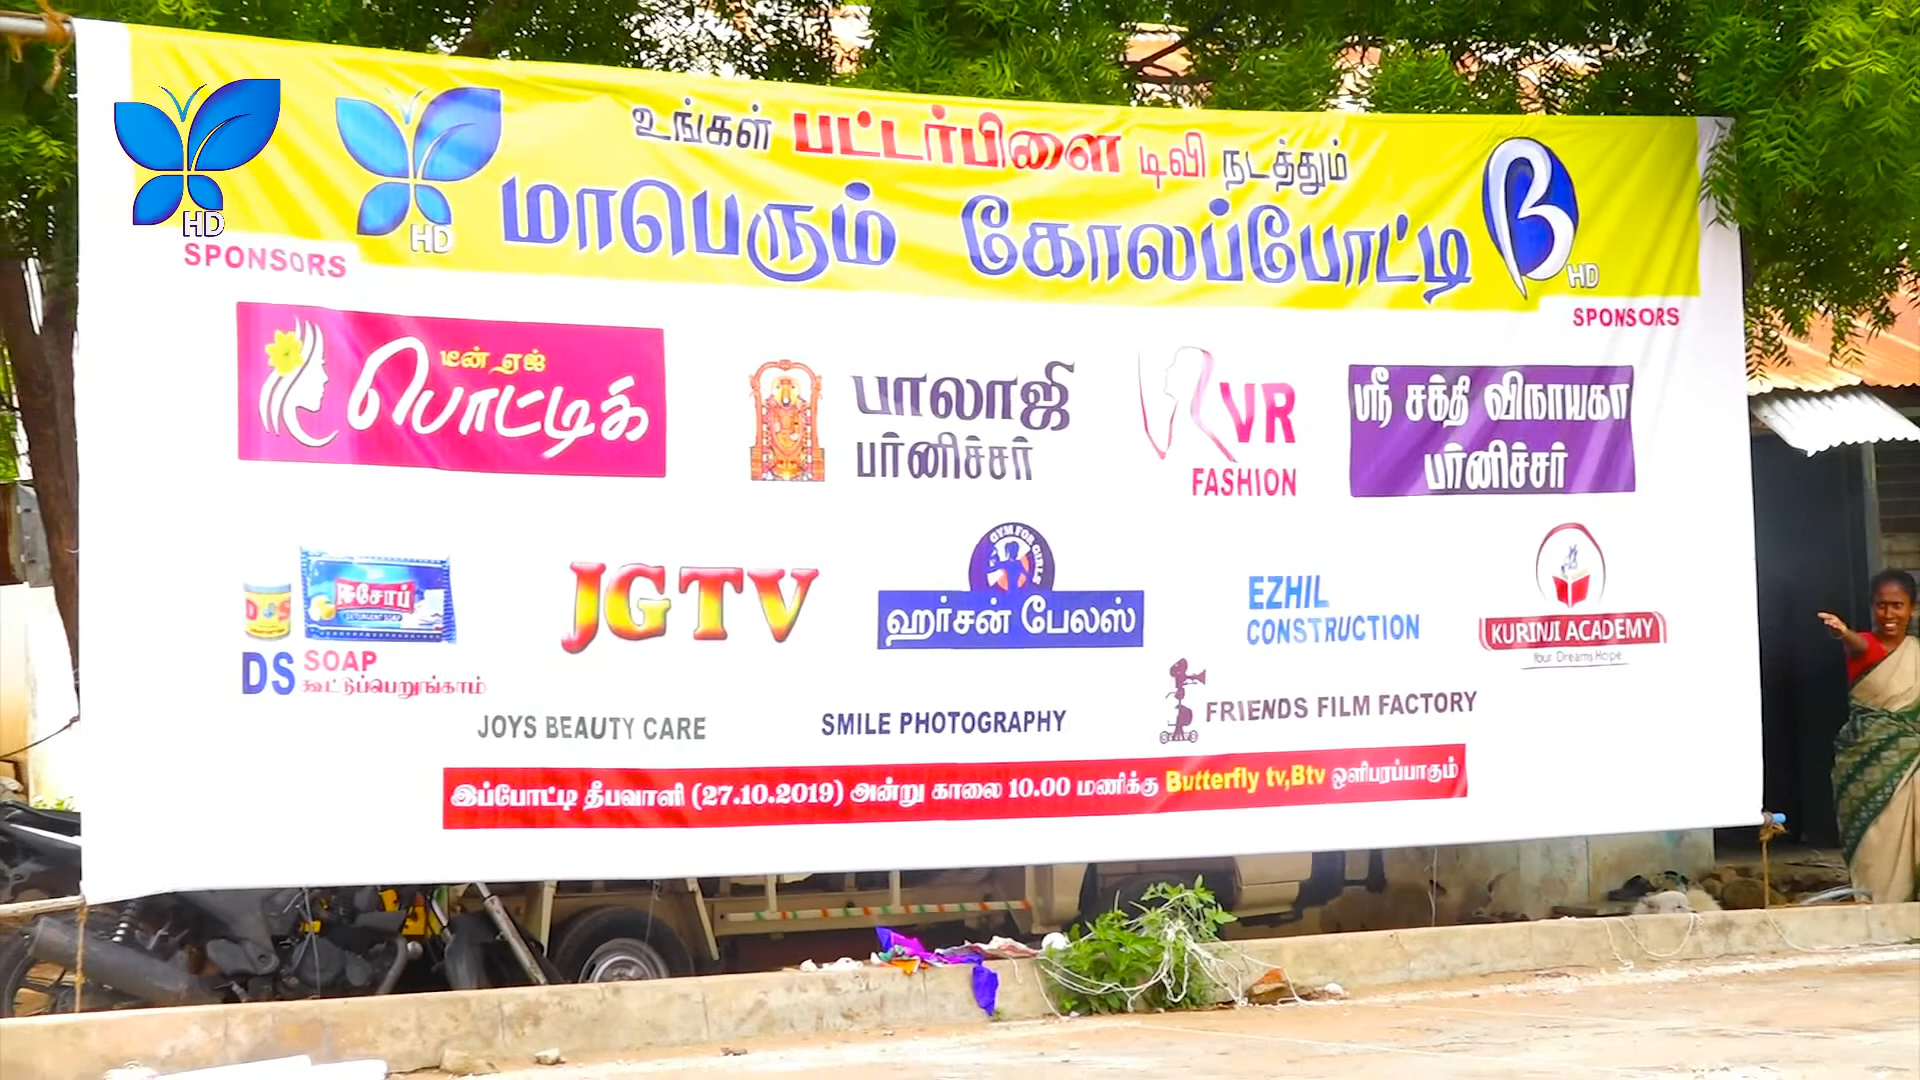 HD
HD
உங்கள் பட்டர்பிளை டிவி நடத்தும்
மாபெரும் கோலப்போட்டி
HD
SPONSORS
SPONSORS
டீன் ஏஜ்
பொட்டிக்
பாலாஜி
பர்னிச்சர்
VR
FASHION
ஸ்ரீ சக்தி விநாயகா
பர்னிச்சர்
DS
சோப்
DETERGENT SOAP
DS SOAP
கூட்டுப்பெறுங்காம்
JGTV
GYM FOR GIRLS
ஹர்சன் பேலஸ்
EZHIL
CONSTRUCTION
KURINJI ACADEMY
Your Dreams Hope
JOYS BEAUTY CARE
SMILE PHOTOGRAPHY
FRIENDS FILM FACTORY
இப்போட்டி தீபவாளி (27.10.2019) அன்று காலை 10.00 மணிக்கு Butterfly tv,Btv ஒளிபரப்பாகும்